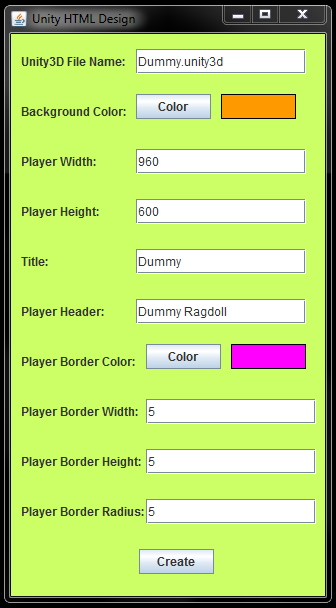 Unity HTML Design
Unity3D File Name: Dummy.unity3d
Background Color: Color
Player Width: 960
Player Height: 600
Title: Dummy
Player Header: Dummy Ragdoll
Player Border Color: Color
Player Border Width: 5
Player Border Height: 5
Player Border Radius: 5
Create